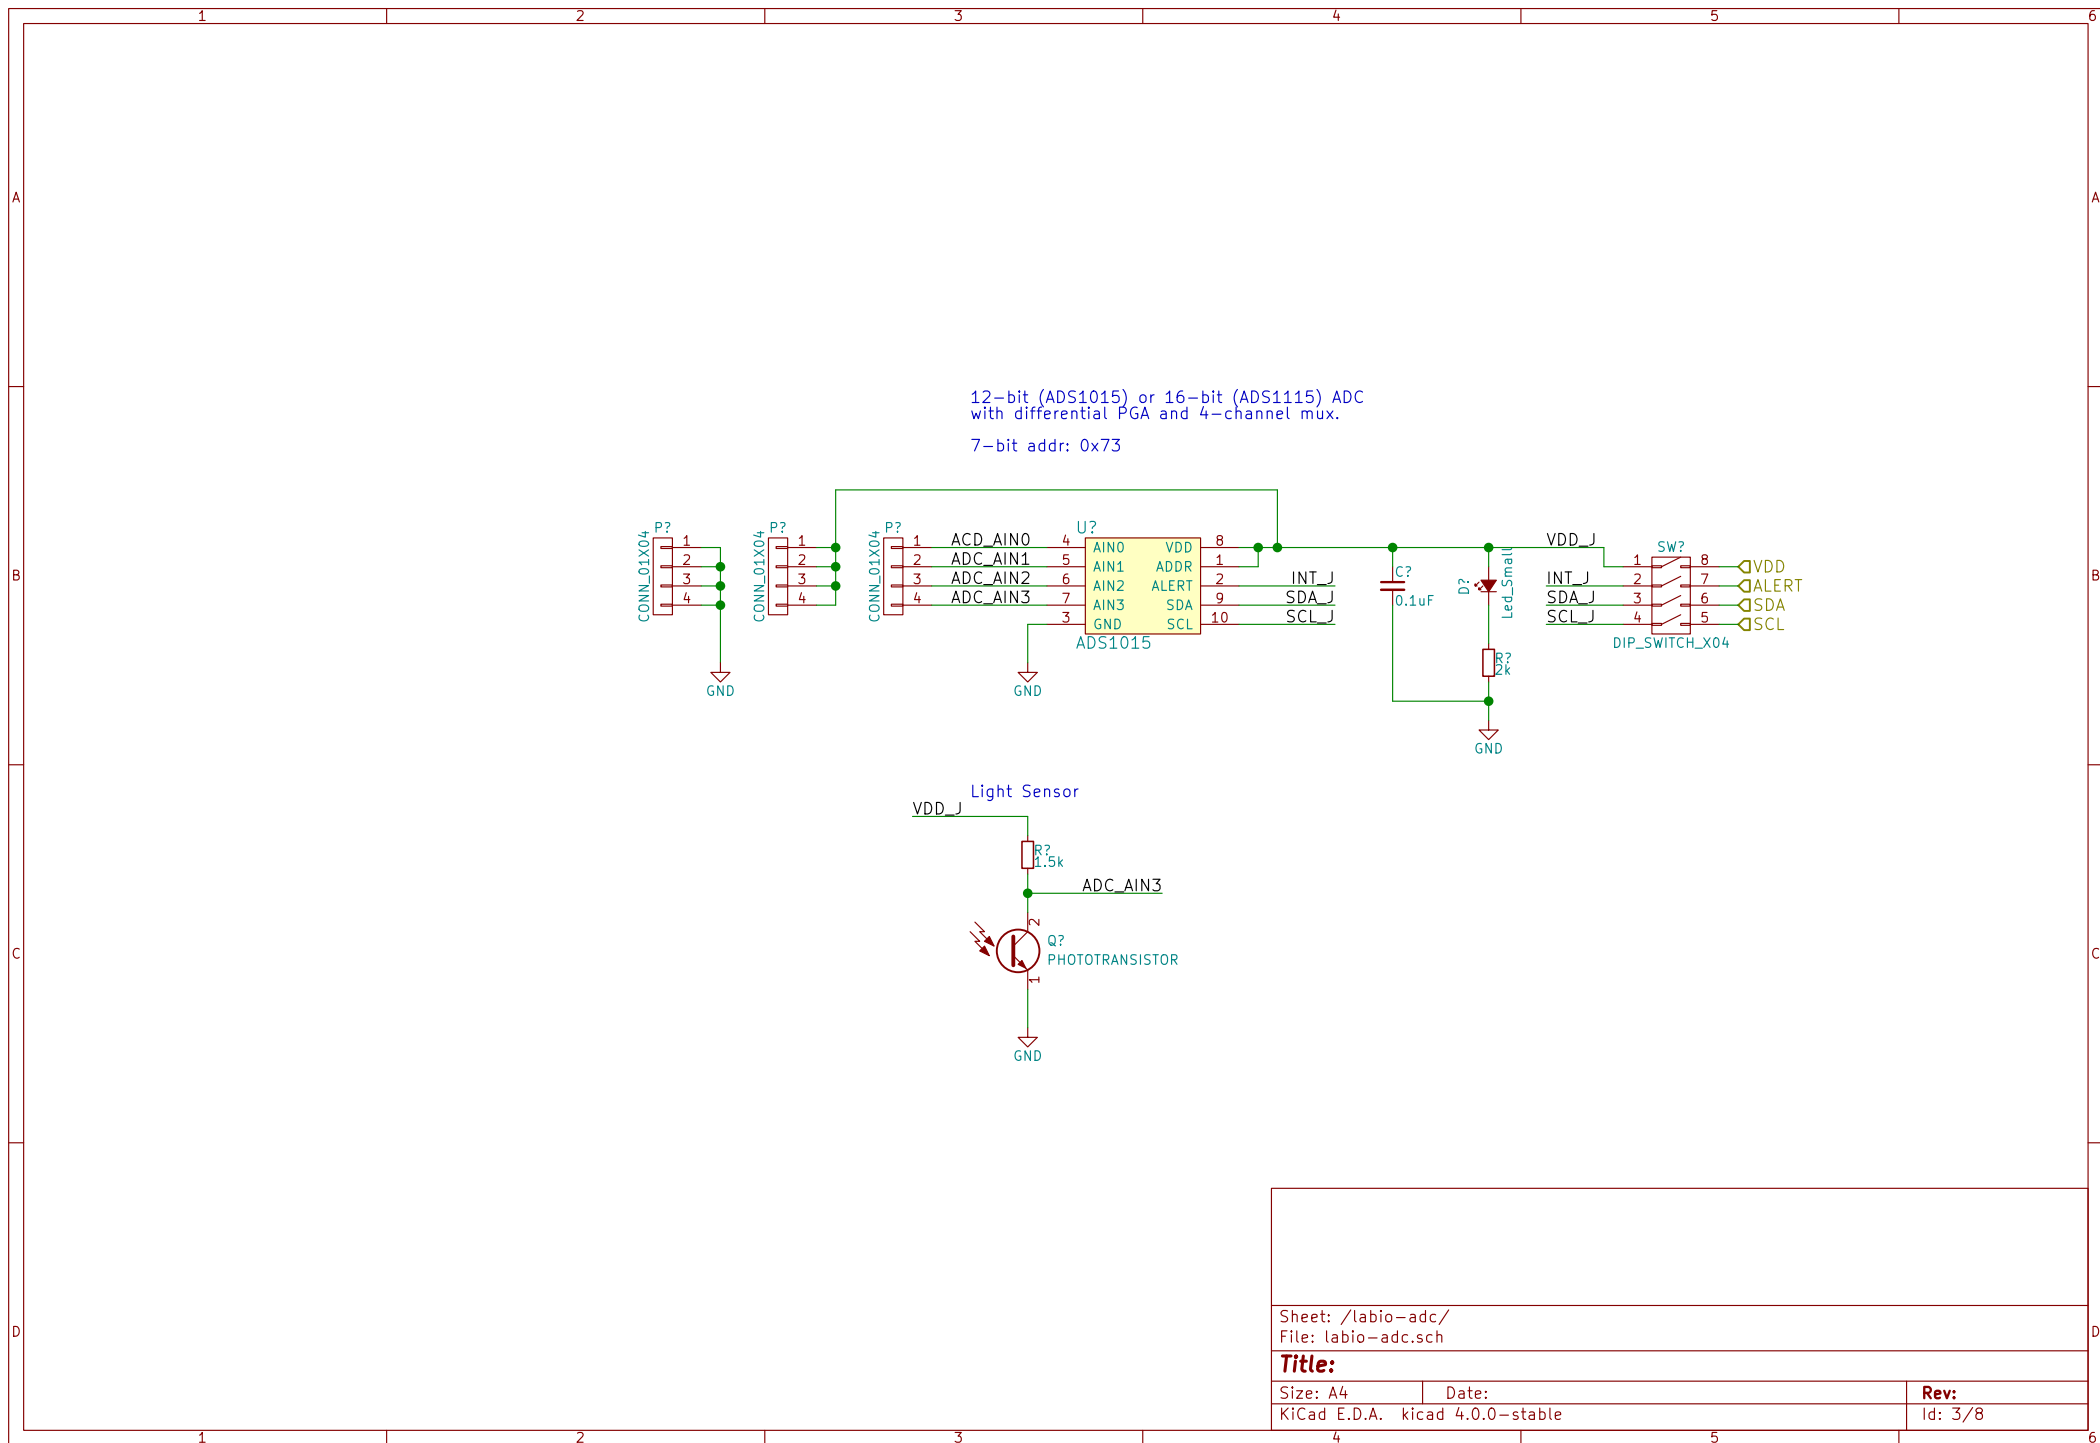 1 2 3 4 5 6
A A
12-bit (ADS1015) or 16-bit (ADS1115) ADC
with differential PGA and 4-channel mux.
7-bit addr: 0x73
B B
P?
CONN_01X04
1
2
3
4
GND
P?
CONN_01X04
1
2
3
4
P?
CONN_01X04
1
2
3
4
ACD_AIN0
ADC_AIN1
ADC_AIN2
ADC_AIN3
U?
4 AIN0 VDD 8
5 AIN1 ADDR 1
6 AIN2 ALERT 2
7 AIN3 SDA 9
3 GND SCL 10
ADS1015
GND
INT_J
SDA_J
SCL_J
C?
0.1uF
D?
Led_Small
R?
2k
GND
VDD_J
INT_J
SDA_J
SCL_J
SW?
1 8
2 7
3 6
4 5
DIP_SWITCH_X04
VDD
ALERT
SDA
SCL
Light Sensor
VDD_J
R?
1.5k
ADC_AIN3
2
Q?
PHOTOTRANSISTOR
1
GND
C C
D D
Sheet: /labio-adc/
File: labio-adc.sch
Title:
Size: A4 Date: Rev:
KiCad E.D.A. kicad 4.0.0-stable Id: 3/8
1 2 3 4 5 6